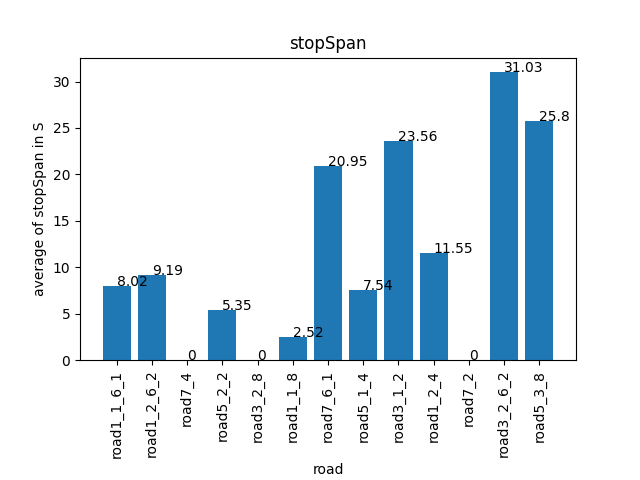 stopSpan
average of stopSpan in S
30
25
20
15
10
5
0
8.02
9.19
0
5.35
0
2.52
20.95
7.54
23.56
11.55
0
31.03
25.8
road1_1_6_1
road1_2_6_2
road7_4
road5_2_2
road3_2_8
road1_1_8
road7_6_1
road5_1_4
road3_1_2
road1_2_4
road7_2
road3_2_6_2
road5_3_8
road